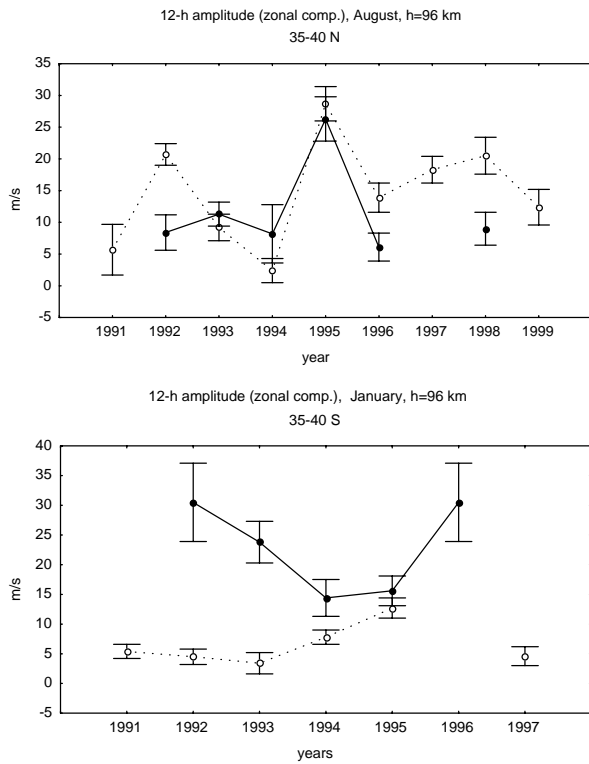 12-h amplitude (zonal comp.), August, h=96 km
35-40 N
35
30
25
20
15
10
5
0
-5
m/s
1991 1992 1993 1994 1995 1996 1997 1998 1999
year
12-h amplitude (zonal comp.), January, h=96 km
35-40 S
40
35
30
25
20
15
10
5
0
-5
m/s
1991 1992 1993 1994 1995 1996 1997
years